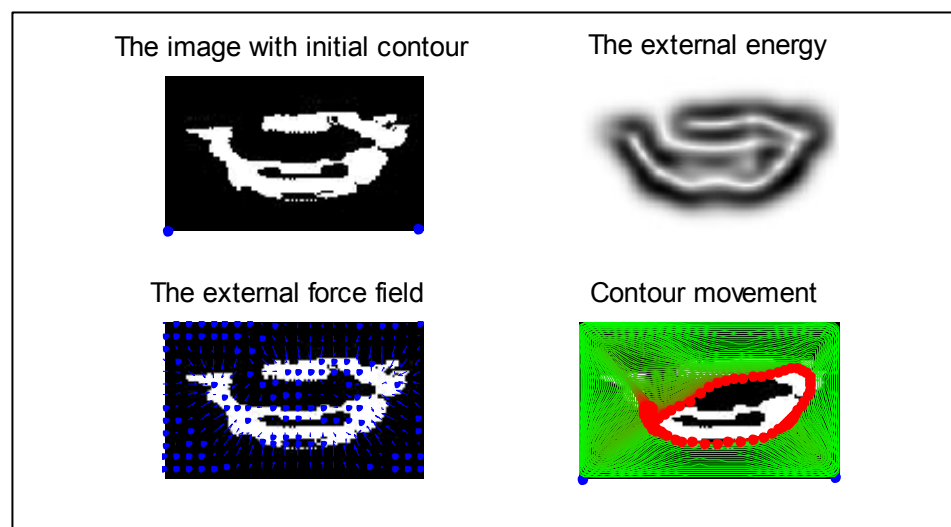 The image with initial contour
The external energy
The external force field
Contour movement